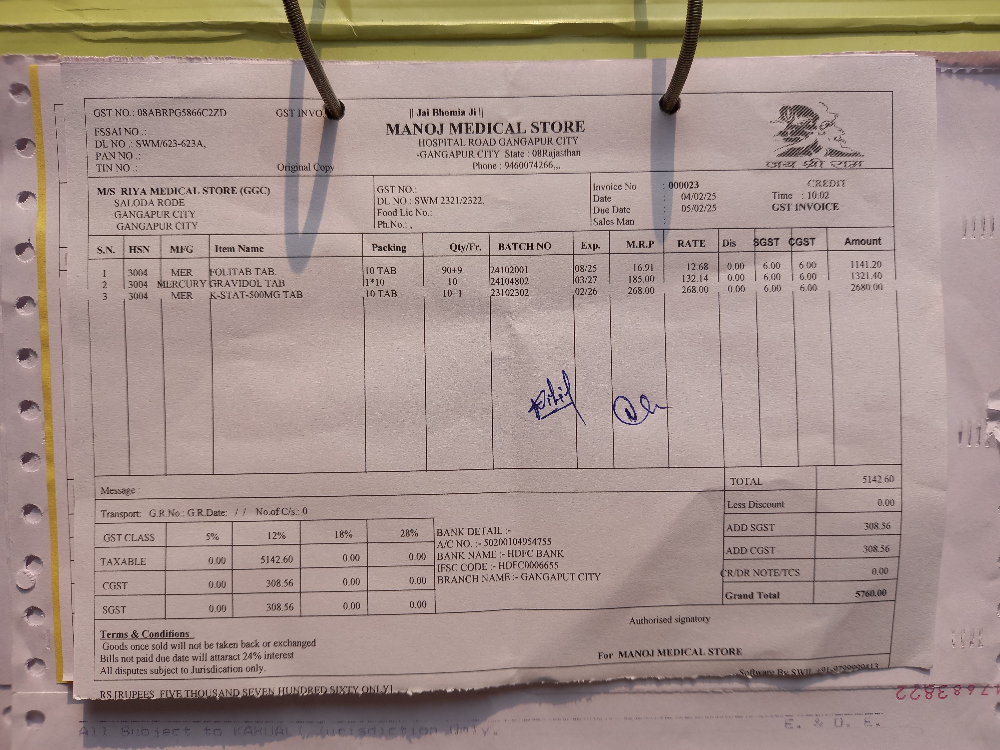 || Jai Bhomia Ji ||
GST NO.: 08ABRPG5866C2ZD GST INVO
MANOJ MEDICAL STORE
FSSAI NO .:
HOSPITAL ROAD GANGAPUR CITY
DL NO .: SWM/623-623A,
-GANGAPUR CITY State : 08Rajasthan
PAN NO .:
Phone : 9460074266,,,
TIN NO .: Original Copy
जय श्री राम
M/S RIYA MEDICAL STORE (GGC)
SALODA RODE
GANGAPUR CITY
GANGAPUR CITY
GST NO.:
DL NO.: SWM 2321/2322,
Food Lic No.:
Ph.No.: ,
Invoice No : 000023 CREDIT
Date : 04/02/25 Time : 10:02
Due Date : 05/02/25 GST INVOICE
Sales Man
S.N. HSN MFG Item Name Packing Qty/Fr. BATCH NO Exp. M.R.P RATE Dis SGST CGST Amount
1 3004 MER FOLITAB TAB. 10 TAB 90+9 24102001 08/25 16.91 12.68 0.00 6.00 6.00 1141.20
2 3004 MERCURY GRAVIDOL TAB 1*10 10 24104802 03/27 185.00 132.14 0.00 6.00 6.00 1321.40
3 3004 MER K-STAT-500MG TAB 10 TAB 10+1 23102302 02/26 268.00 268.00 0.00 6.00 6.00 2680.00
Message
TOTAL 5142.60
Less Discount 0.00
ADD SGST 308.56
ADD CGST 308.56
CR/DR NOTE/TCS 0.00
Grand Total 5760.00
Transport: G.R.No.: G.R.Date: / / No.of C/s.: 0
GST CLASS 5% 12% 18% 28%
TAXABLE 0.00 5142.60 0.00 0.00
CGST 0.00 308.56 0.00 0.00
SGST 0.00 308.56 0.00 0.00
BANK DETAIL :-
A/C NO. :- 50200104954755
BANK NAME :- HDFC BANK
IFSC CODE :- HDFC0006655
BRANCH NAME :- GANGAPUT CITY
Authorised signatory
Terms & Conditions
Goods once sold will not be taken back or exchanged
Bills not paid due date will attaract 24% interest
All disputes subject to Jurisdication only.
For MANOJ MEDICAL STORE
Software By SWIL
RS [RUPEES FIVE THOUSAND SEVEN HUNDRED SIXTY ONLY]
All Subject to KARUALI Jurisdiction Only.
E. & O. E.